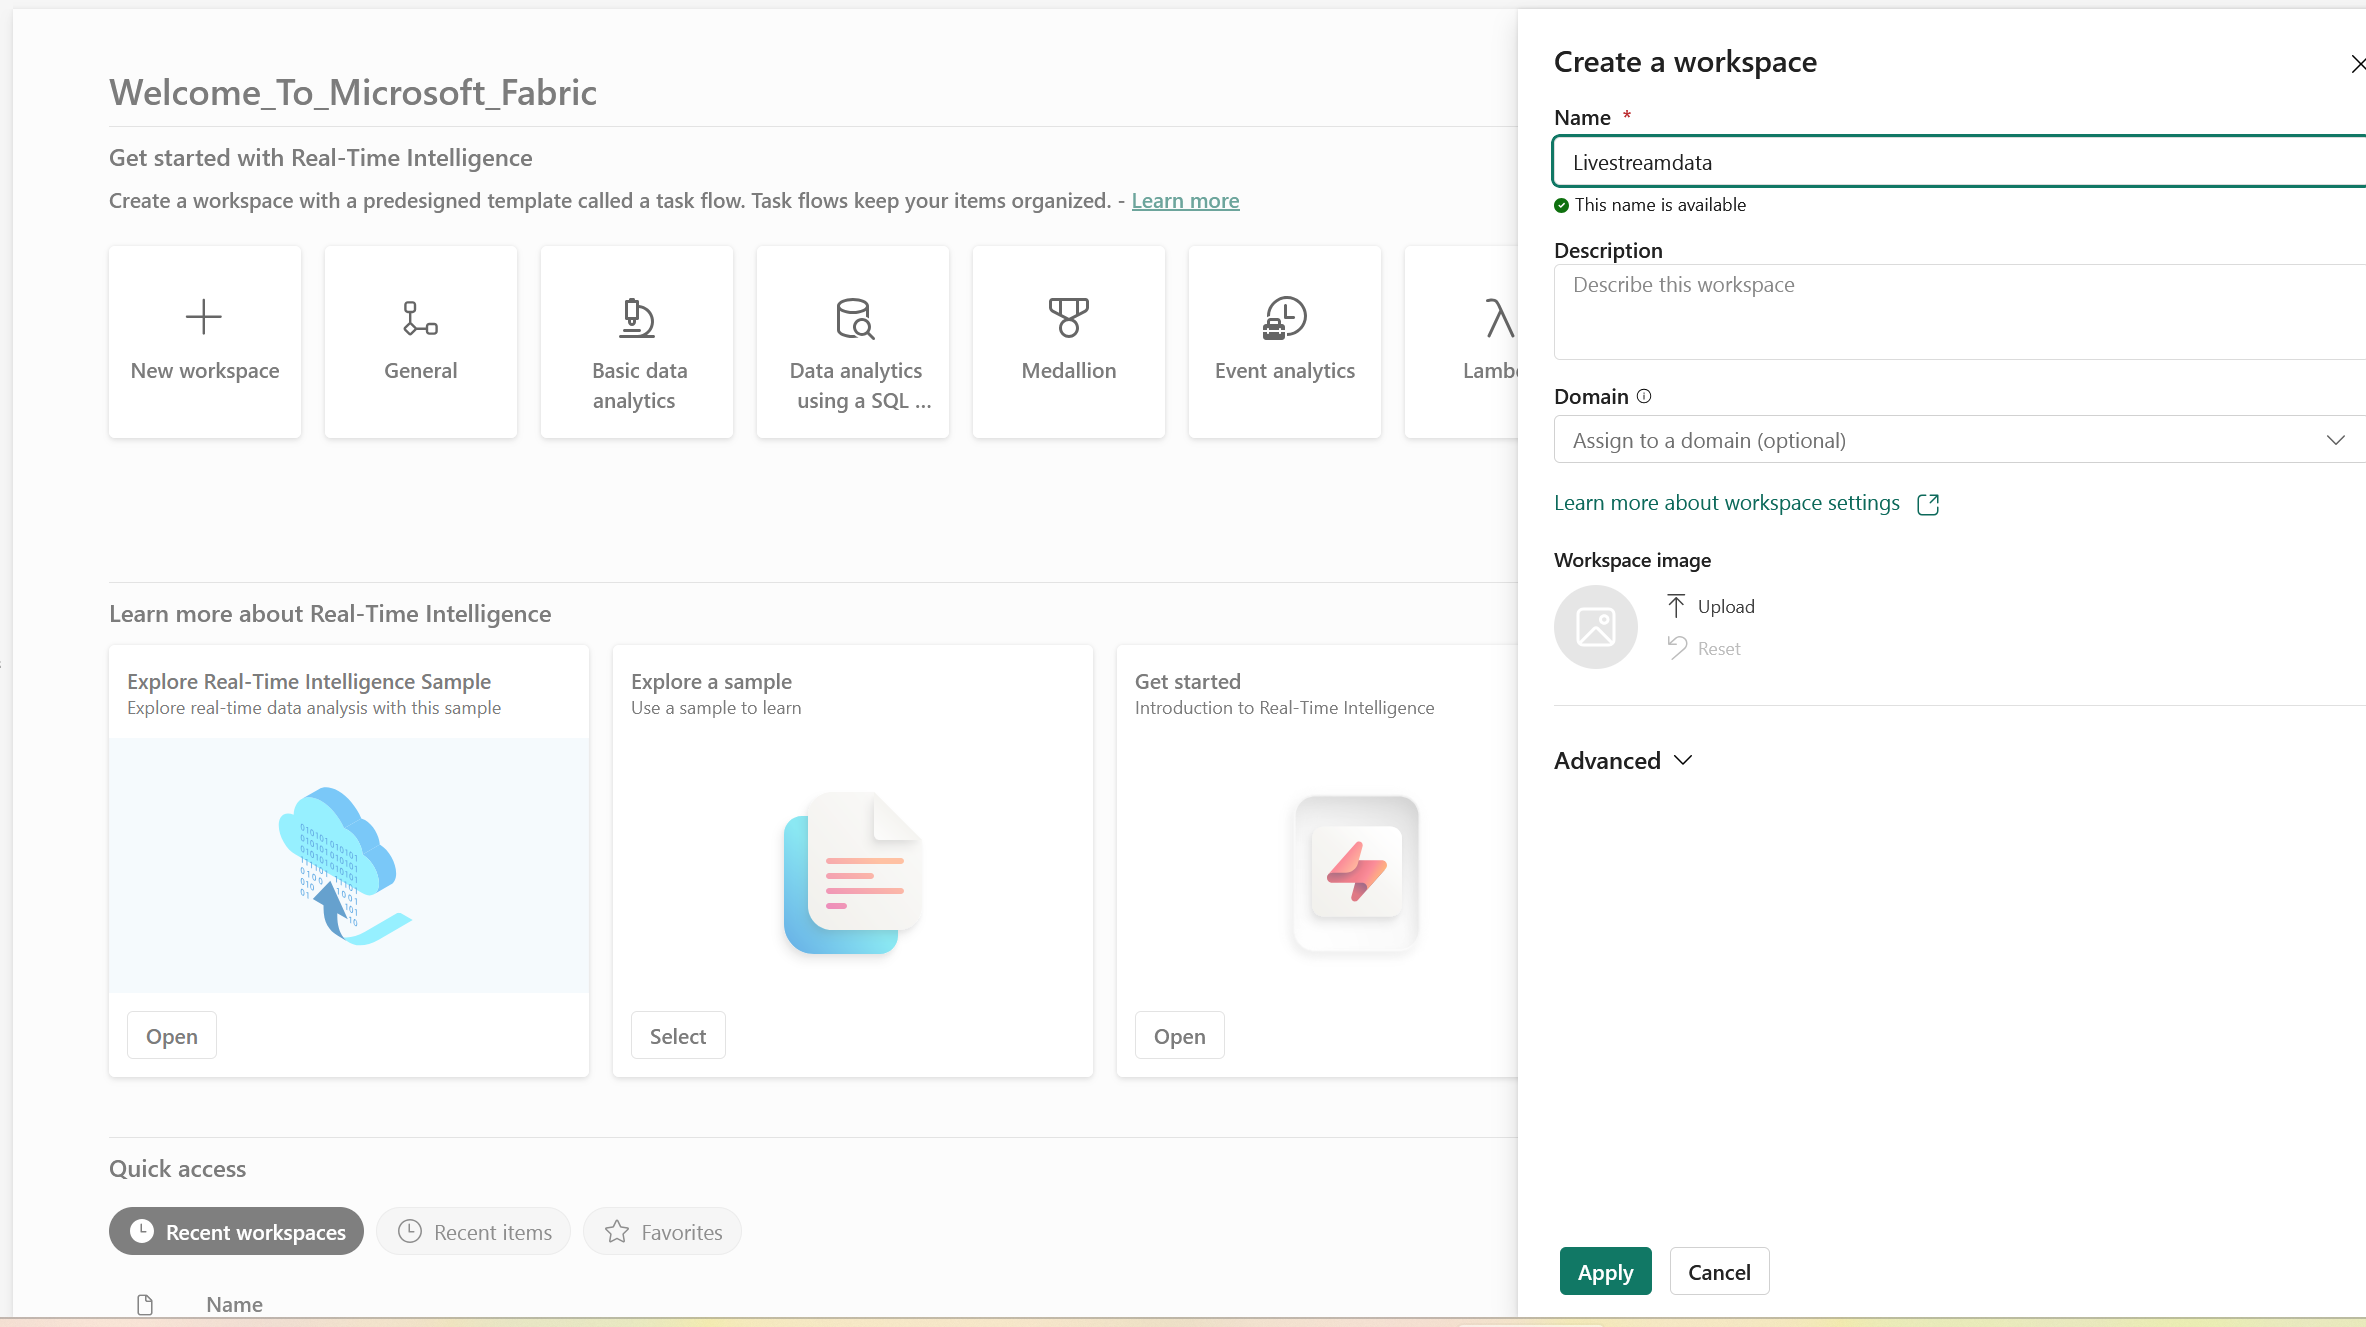 Welcome_To_Microsoft_Fabric
Get started with Real-Time Intelligence
Create a workspace with a predesigned template called a task flow. Task flows keep your items organized. - Learn more
New workspace
General
Basic data
analytics
Data analytics
using a SQL ...
Medallion
Event analytics
Learn more about Real-Time Intelligence
Explore Real-Time Intelligence Sample
Explore real-time data analysis with this sample
Open
Explore a sample
Use a sample to learn
Select
Get started
Introduction to Real-Time Intelligence
Open
Quick access
Recent workspaces
Recent items
Favorites
Name
Create a workspace
Name *
Livestreamdata
This name is available
Description
Describe this workspace
Domain
Assign to a domain (optional)
Learn more about workspace settings
Workspace image
Upload
Reset
Advanced
Apply
Cancel